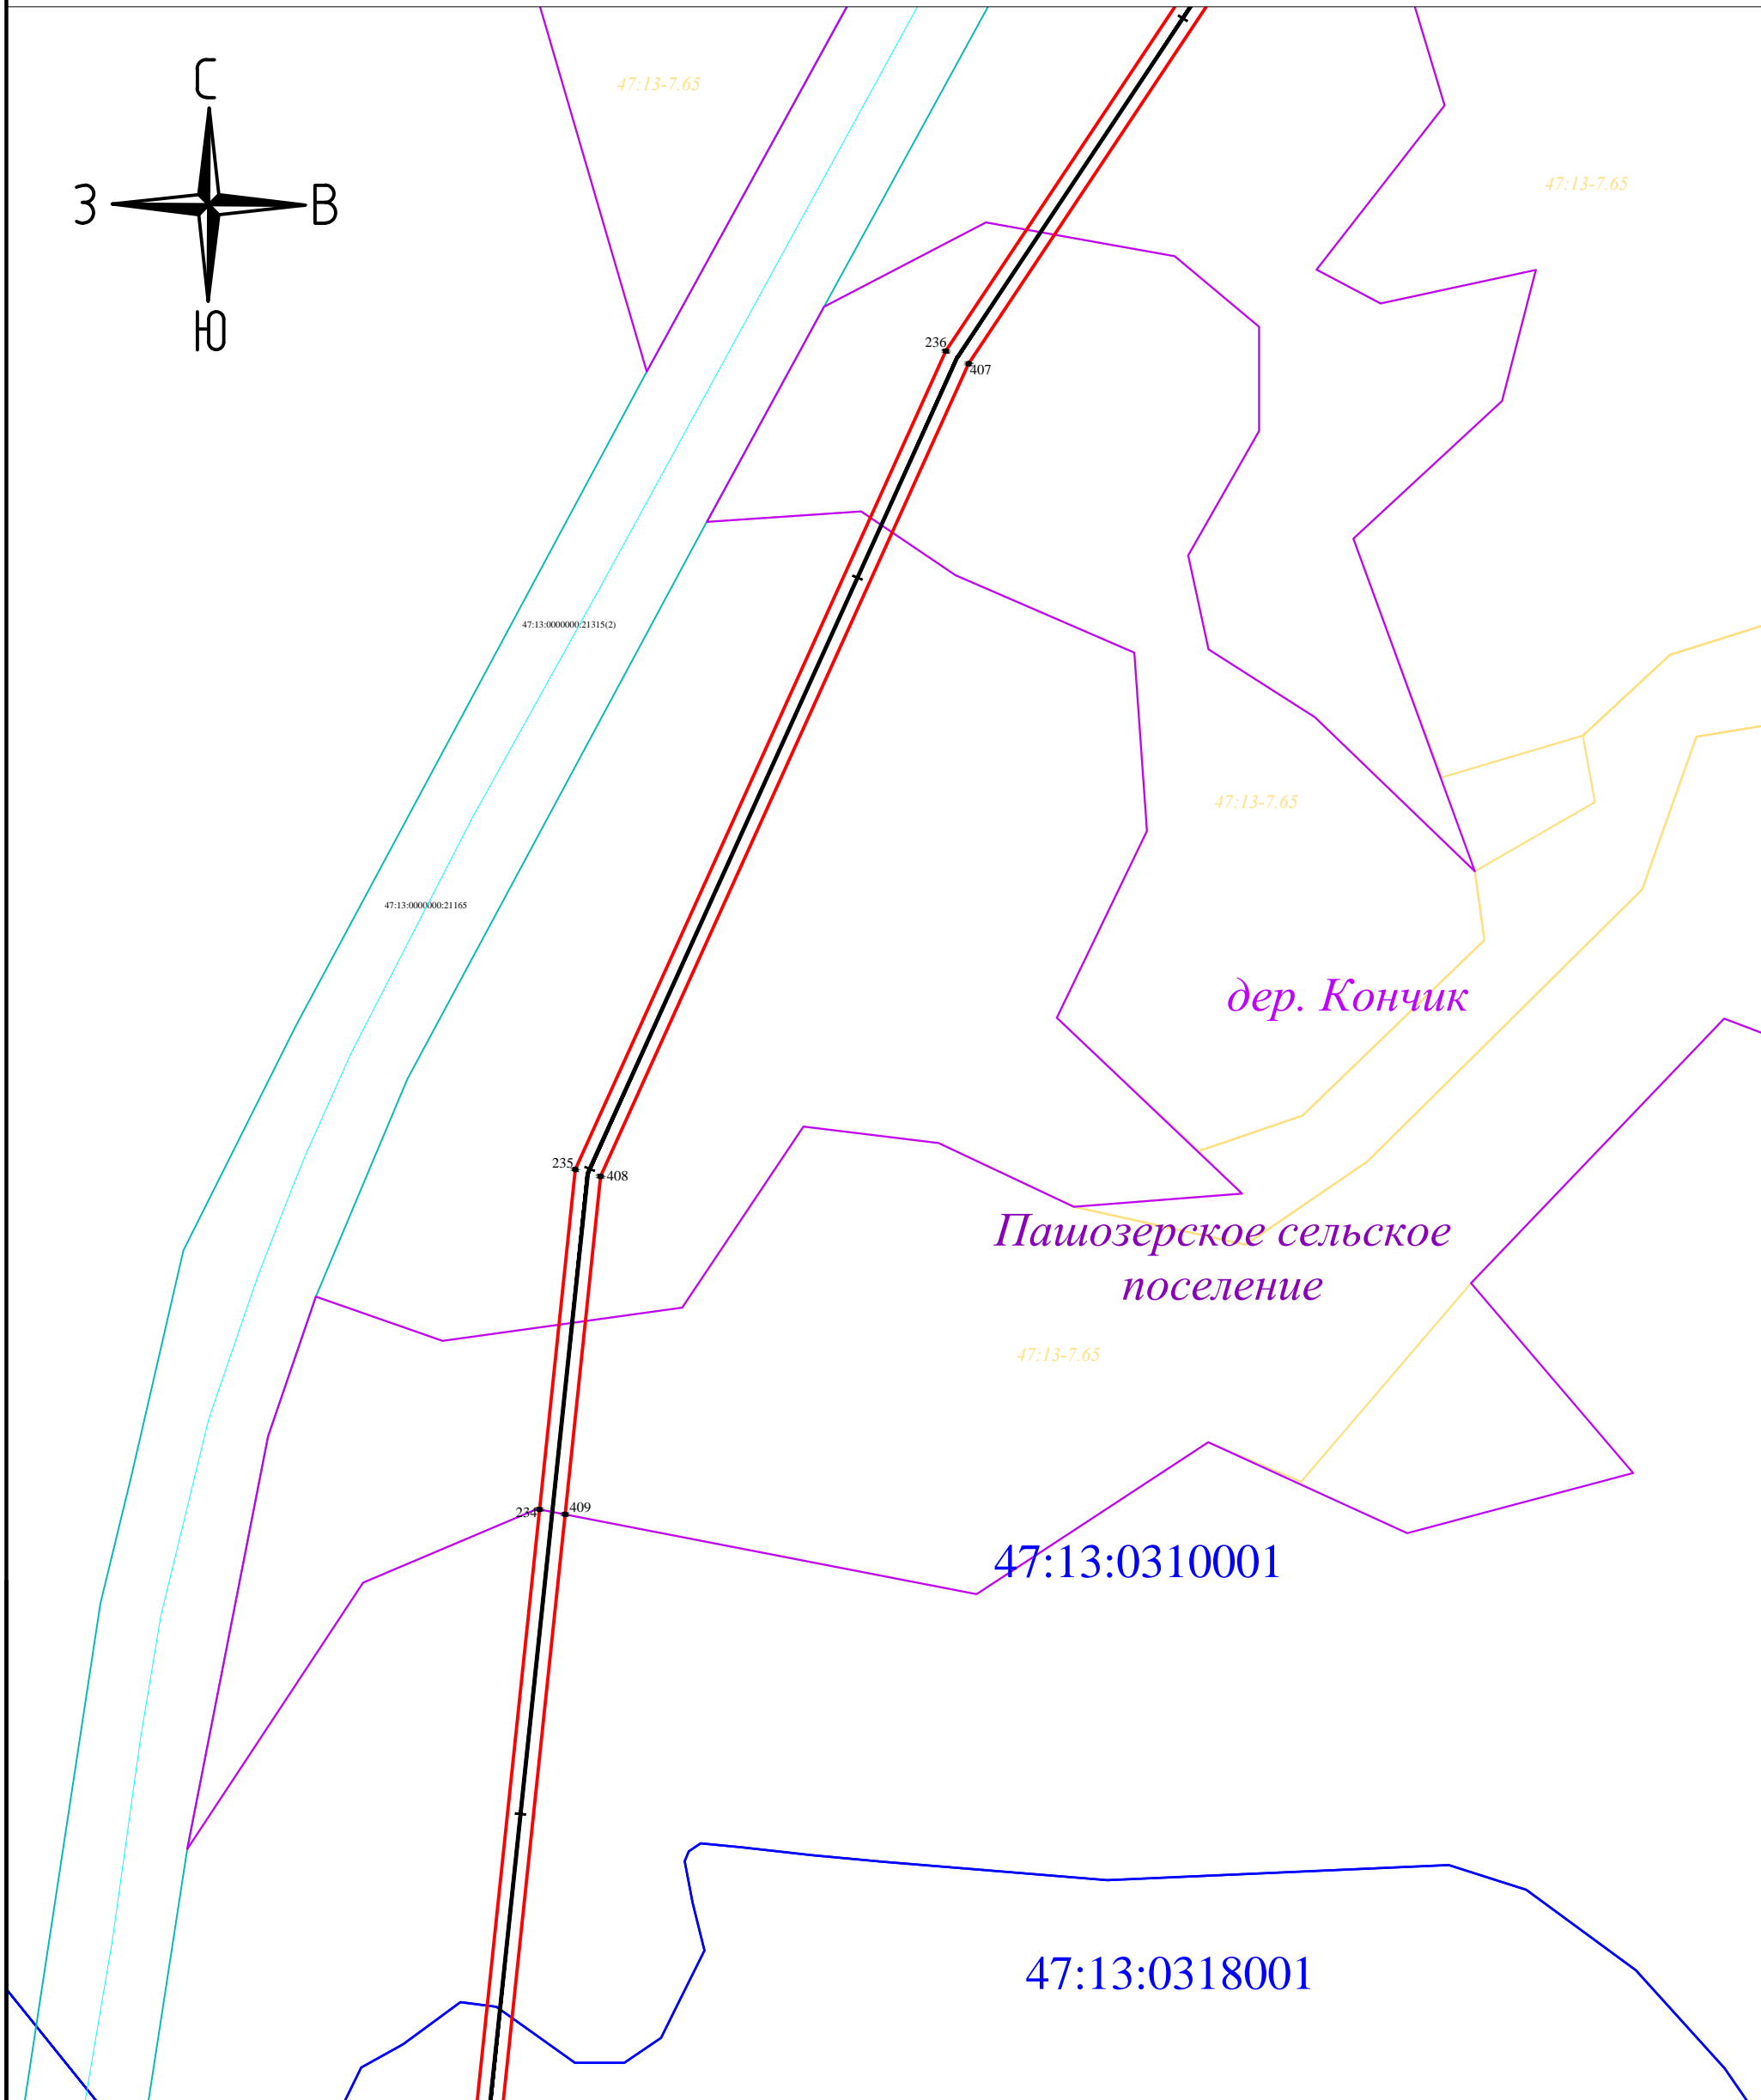 С
47:13-7.65
47:13-7.65
З
В
Ю
236
407
47:13:0000000:21315(2)
47:13-7.65
47:13:0000000:21165
дер. Кончик
235
408
Пашозерское сельское
поселение
47:13-7.65
234
409
47:13:0310001
47:13:0318001